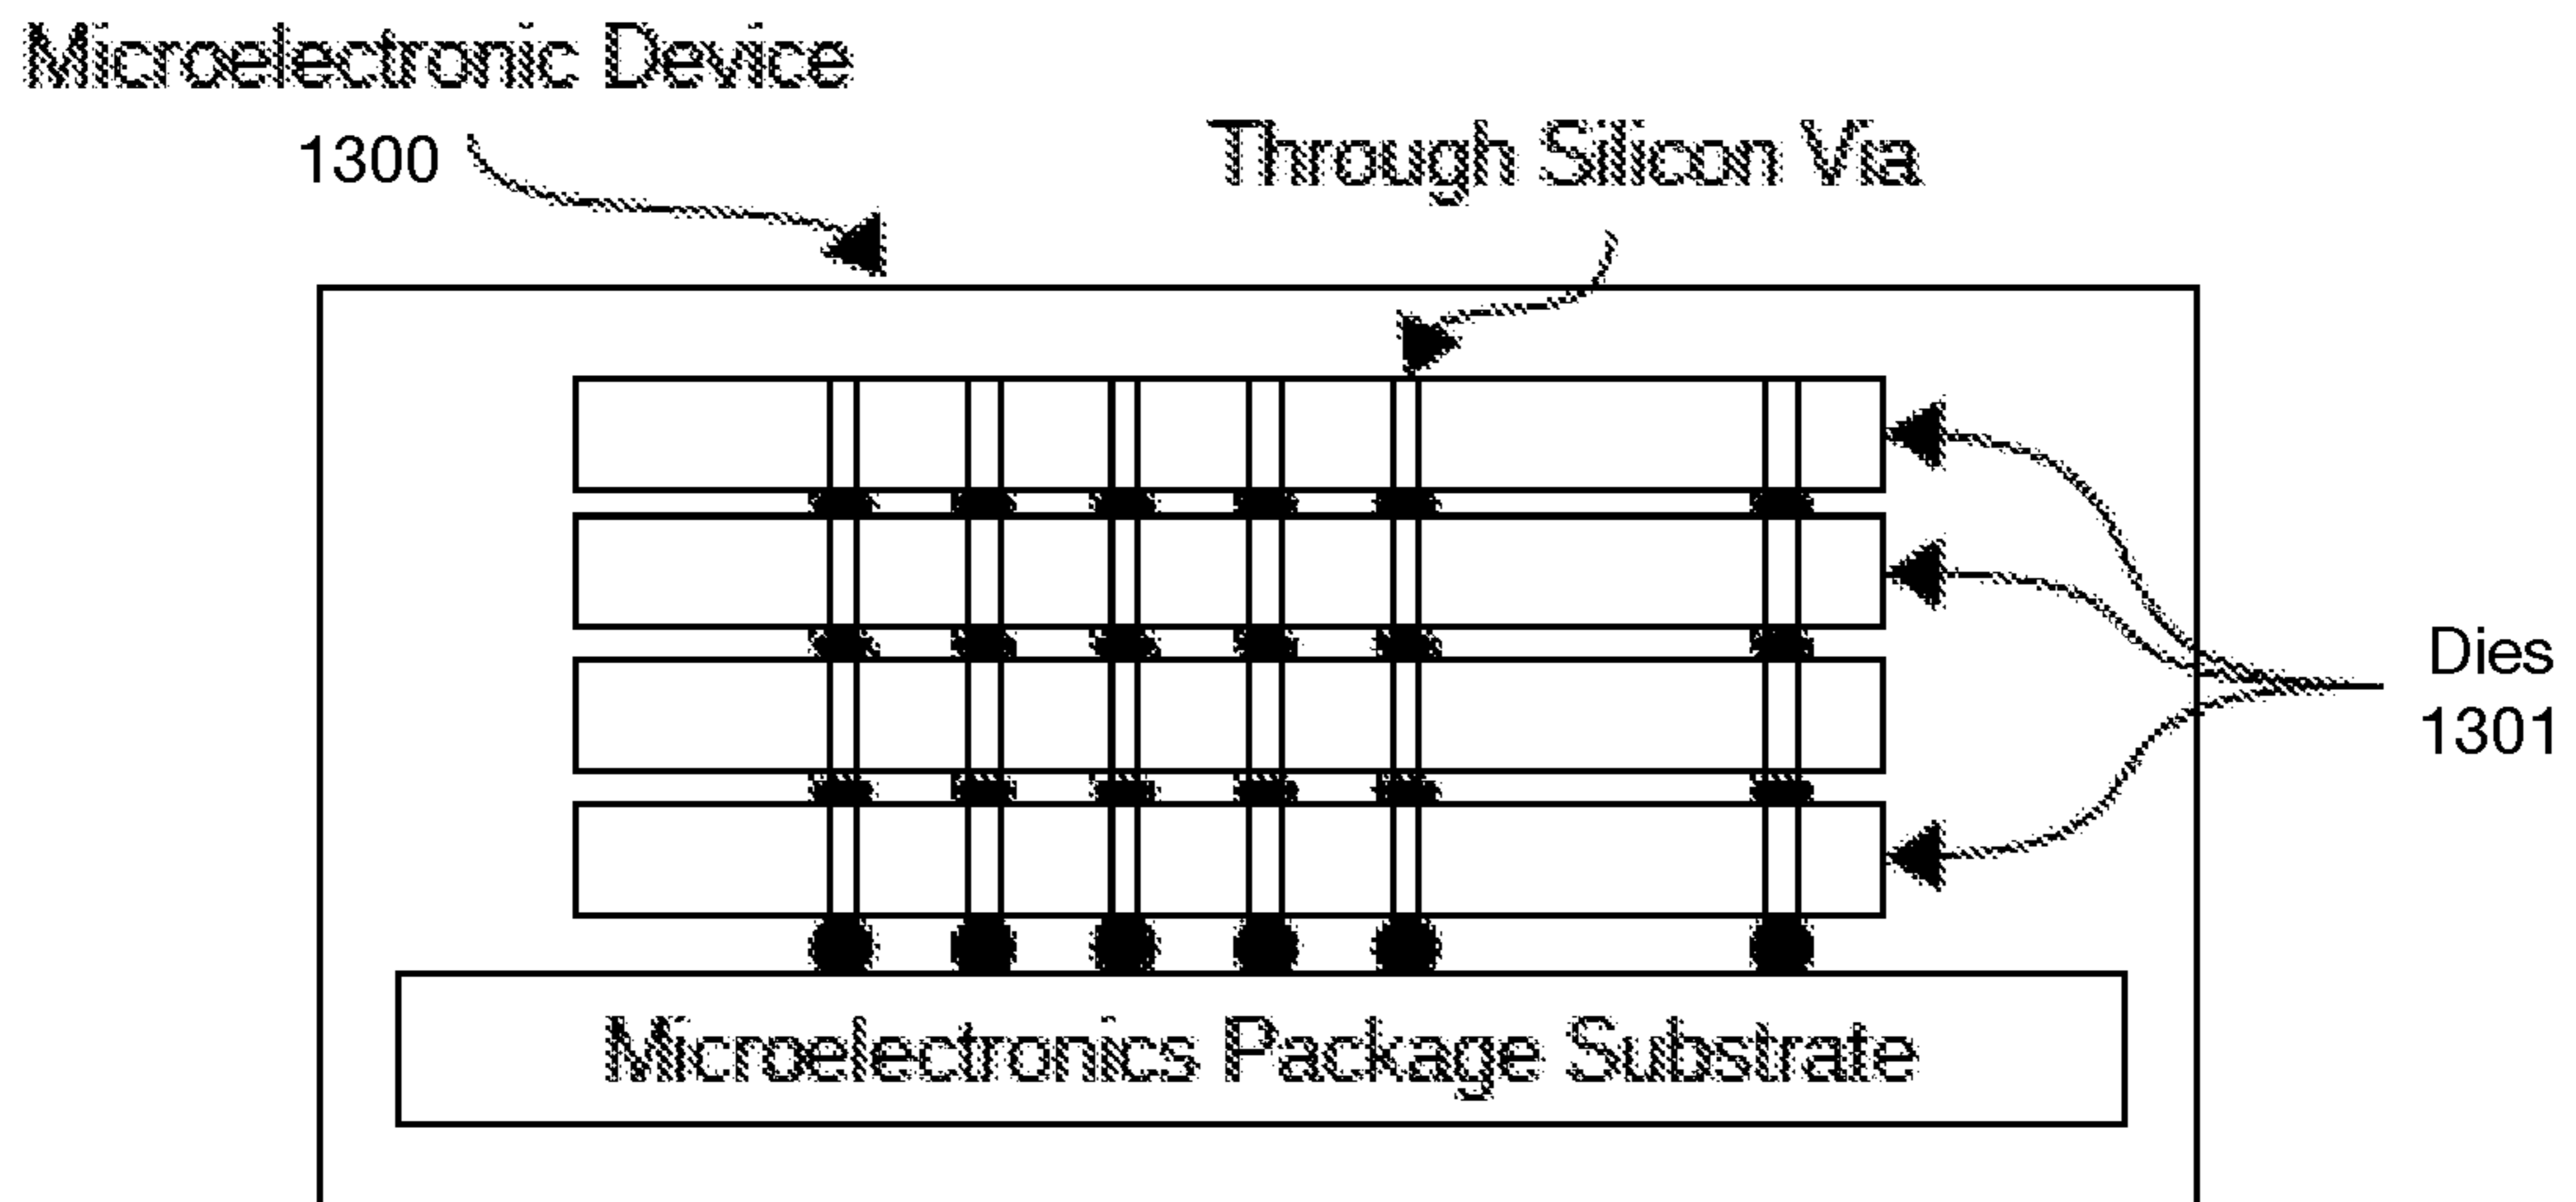 Microelectronic Device
1300
Through Silicon Via
Dies
1301
Microelectronics Package Substrate